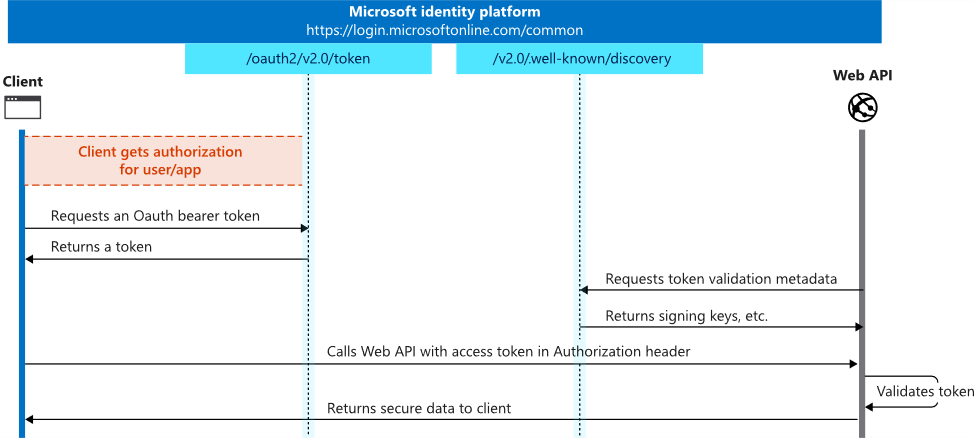 Microsoft identity platform
https://login.microsoftonline.com/common
/oauth2/v2.0/token
/v2.0/.well-known/discovery
Client
Web API
Client gets authorization
for user/app
Requests an Oauth bearer token
Returns a token
Requests token validation metadata
Returns signing keys, etc.
Calls Web API with access token in Authorization header
Validates token
Returns secure data to client